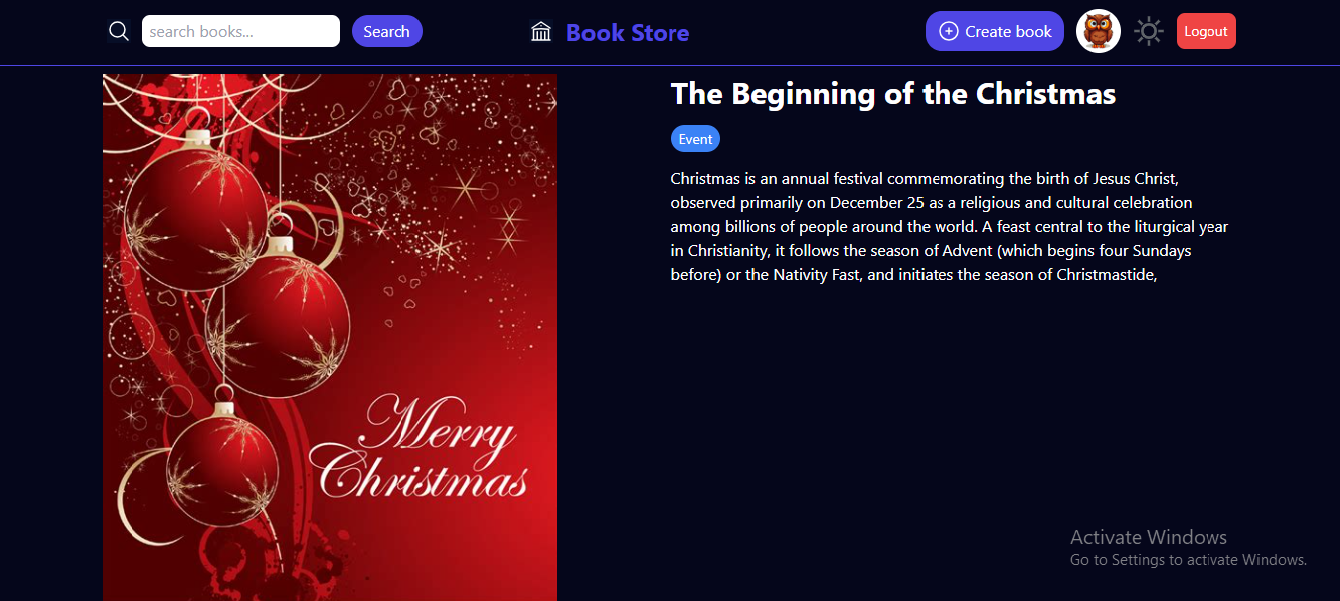 search books...
Search
Book Store
Create book
Logout
The Beginning of the Christmas
Event
Christmas is an annual festival commemorating the birth of Jesus Christ,
observed primarily on December 25 as a religious and cultural celebration
among billions of people around the world. A feast central to the liturgical year
in Christianity, it follows the season of Advent (which begins four Sundays
before) or the Nativity Fast, and initiates the season of Christmastide,
Merry
Christmas
Activate Windows
Go to Settings to activate Windows.